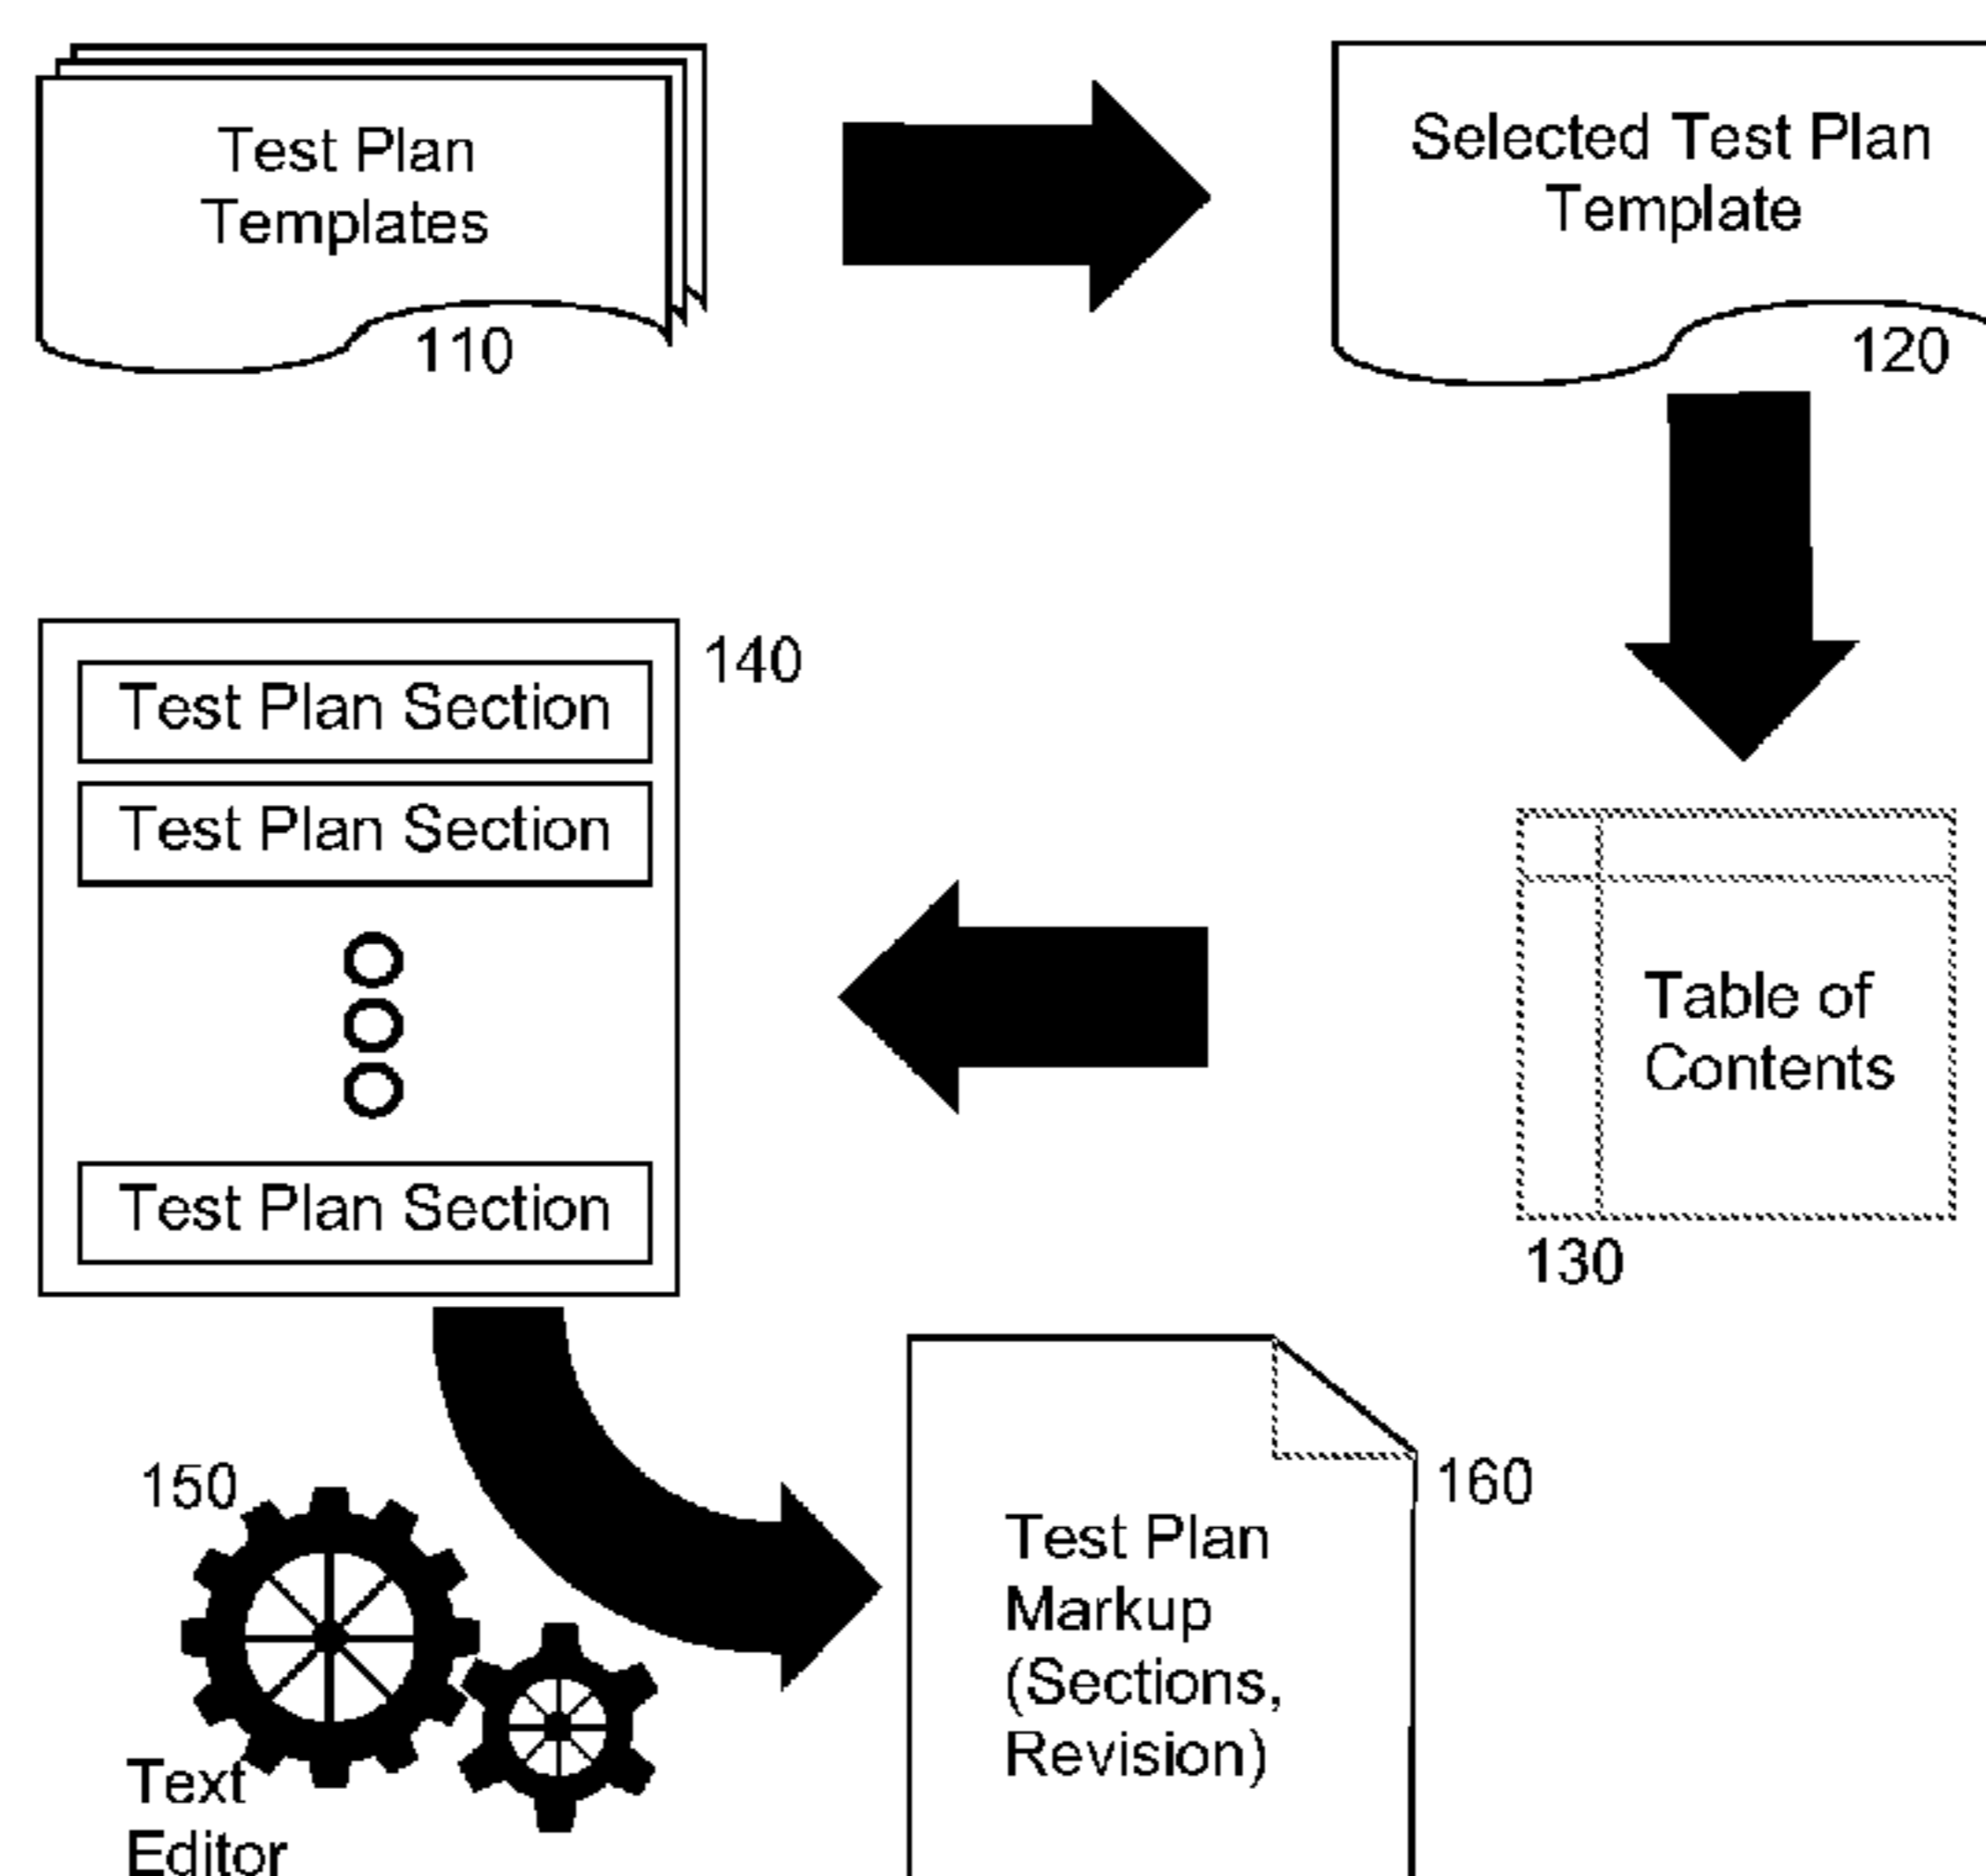 Test Plan
Templates
110
Selected Test Plan
Template
120
140
Test Plan Section
Test Plan Section
Test Plan Section
Table of
Contents
130
150
Text
Editor
160
Test Plan
Markup
(Sections,
Revision)